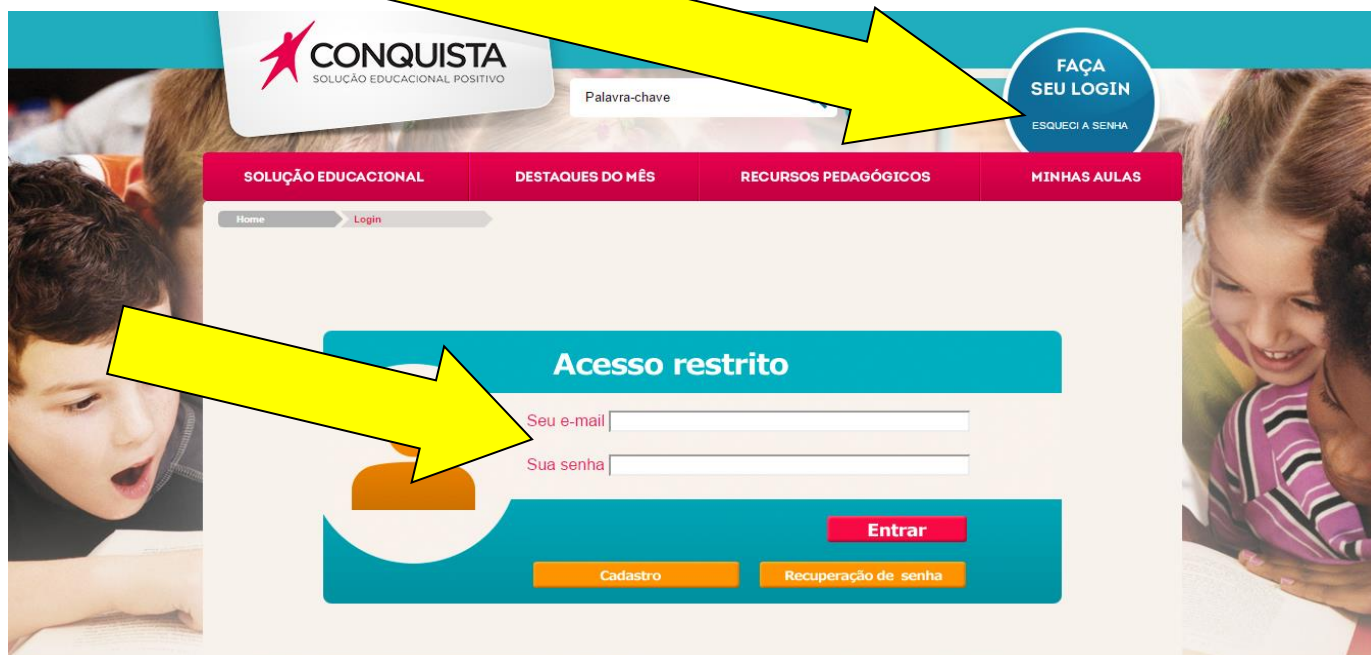 CONQUISTA
SOLUÇÃO EDUCACIONAL POSITIVO
Palavra-chave
FAÇA
SEU LOGIN
ESQUECI A SENHA
SOLUÇÃO EDUCACIONAL DESTAQUES DO MÊS RECURSOS PEDAGÓGICOS MINHAS AULAS
Home Login
Acesso restrito
Seu e-mail
Sua senha
Entrar
Cadastro Recuperação de senha